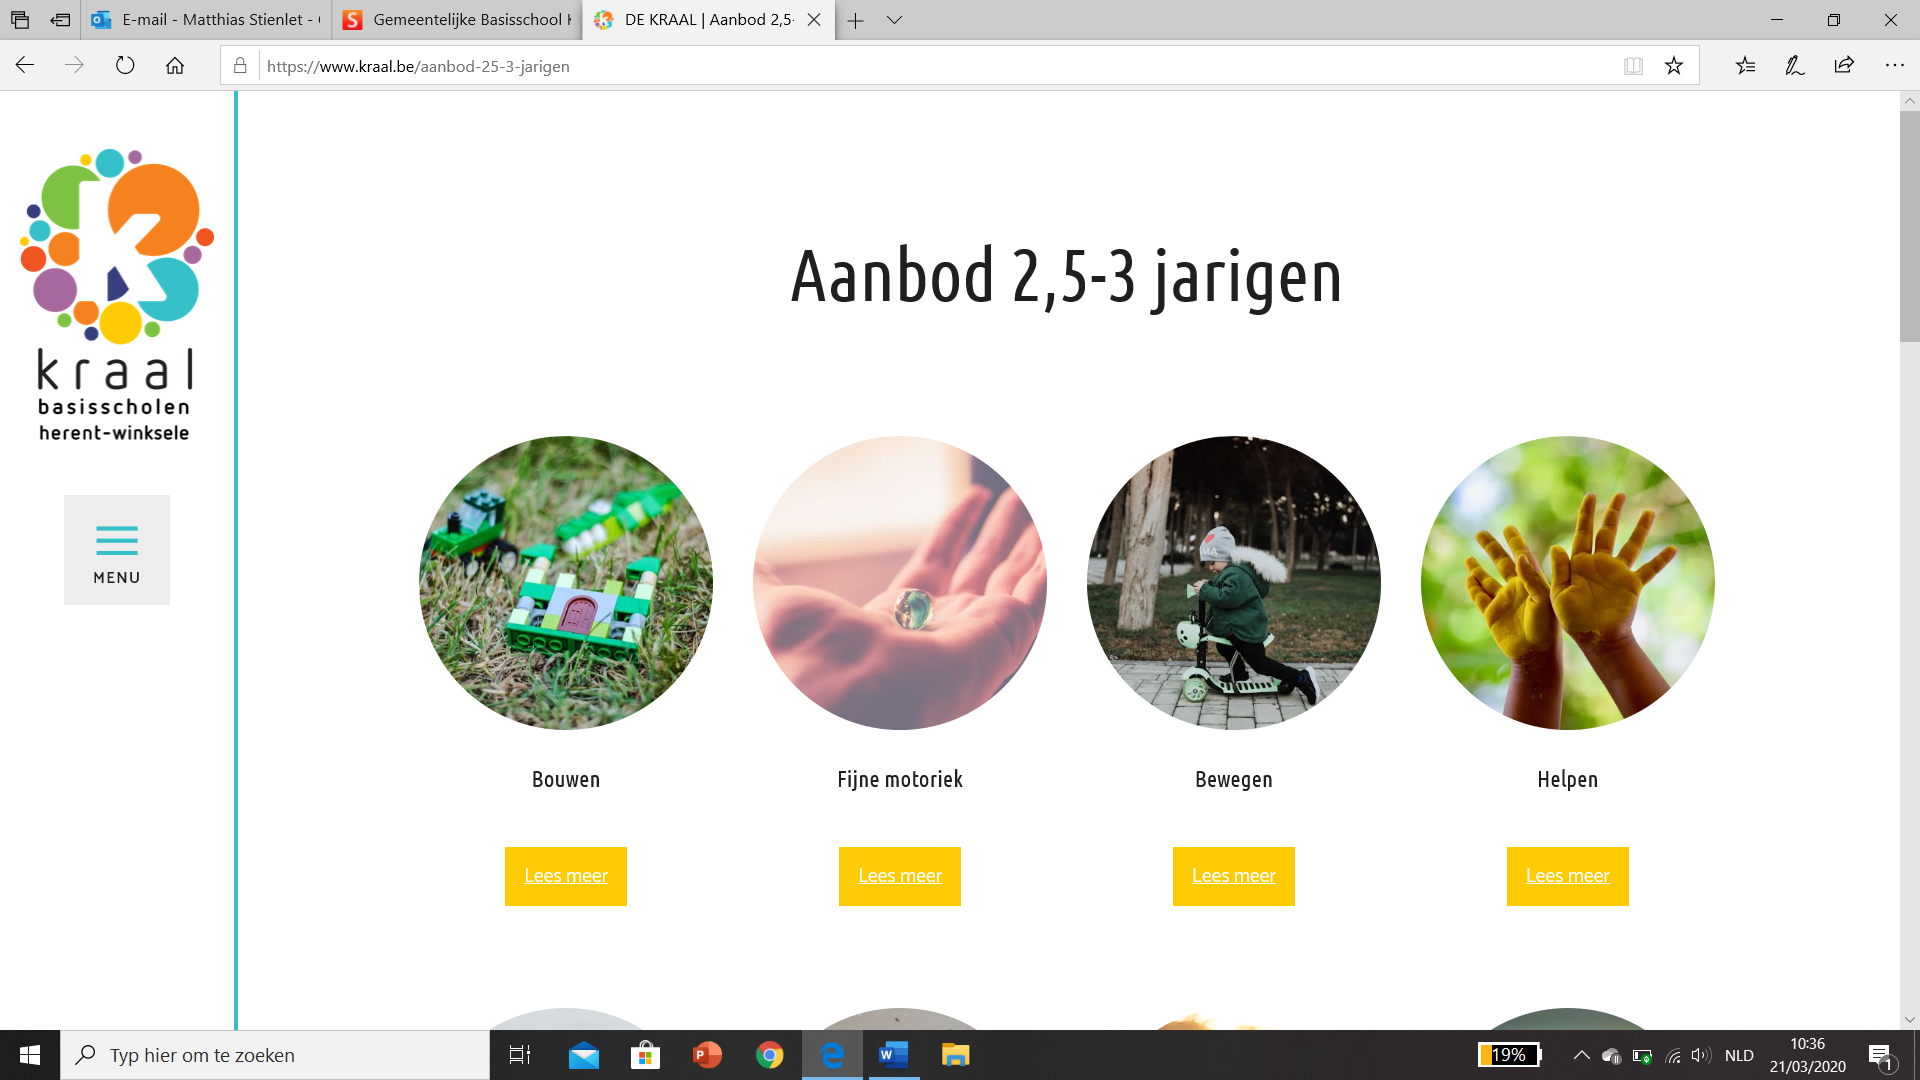 E-mail - Matthias Stienlet -
Gemeentelijke Basisschool
DE KRAAL | Aanbod 2,5-
https://www.kraal.be/aanbod-25-3-jarigen
kraal
basisscholen
herent-winksele
MENU
Aanbod 2,5-3 jarigen
Bouwen
Fijne motoriek
Bewegen
Helpen
Lees meer
Lees meer
Lees meer
Lees meer
Typ hier om te zoeken
19%
NLD
10:36
21/03/2020
1